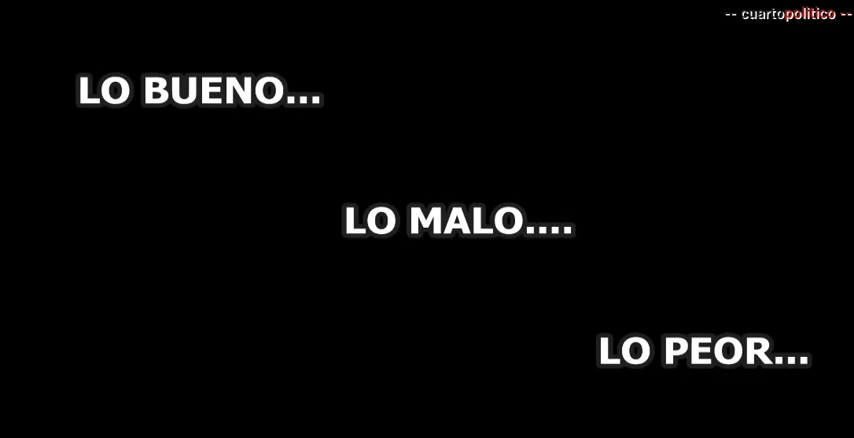 -- cuartopolitico --
LO BUENO...
LO MALO....
LO PEOR...